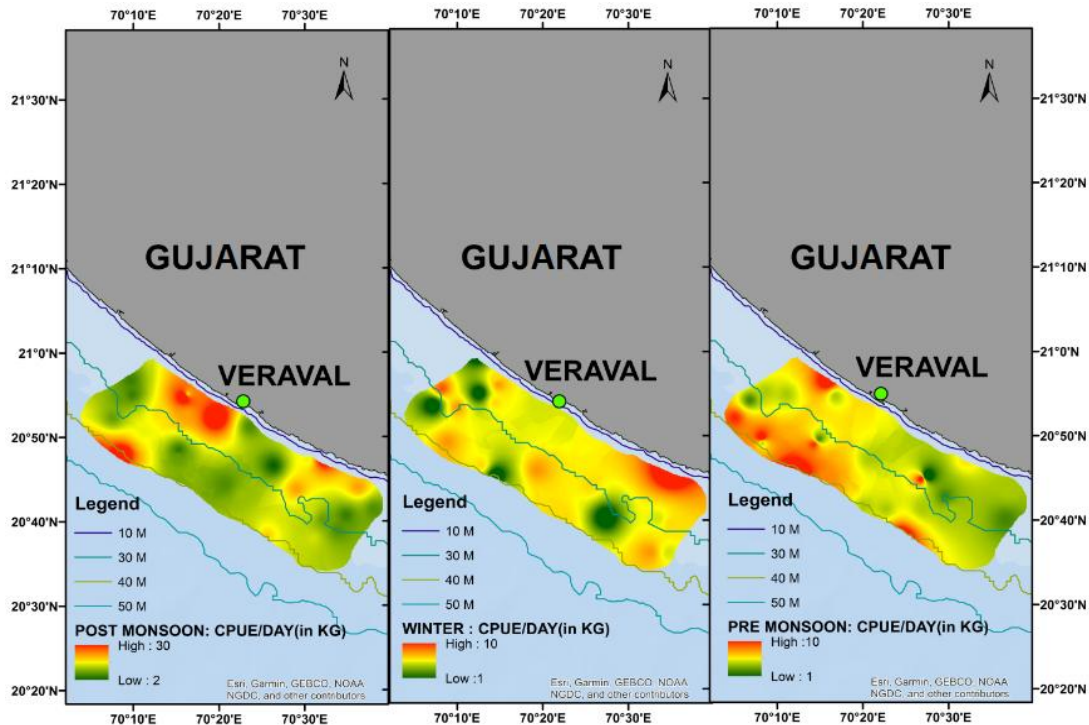 70°10'E 70°20'E 70°30'E 70°10'E 70°20'E 70°30'E 70°10'E 70°20'E 70°30'E
N N N
21°30'N 21°30'N
21°20'N 21°20'N
GUJARAT GUJARAT GUJARAT
21°10'N 21°10'N
21°0'N 21°0'N
VERAVAL VERAVAL VERAVAL
20°50'N 20°50'N
Legend Legend Legend
20°40'N 20°40'N
10 M 10 M 10 M
30 M 30 M 30 M
40 M 40 M 40 M
20°30'N 20°30'N
50 M 50 M 50 M
POST MONSOON: CPUE/DAY(in KG) WINTER : CPUE/DAY(in KG) PRE MONSOON: CPUE/DAY(in KG)
High : 30 High : 10 High :10
Low : 2 Low :1 Low : 1
Esri, Garmin, GEBCO, NOAA Esri, Garmin, GEBCO, NOAA Esri, Garmin, GEBCO, NOAA
NGDC, and other contributors NGDC, and other contributors NGDC, and other contributors
20°20'N 20°20'N
70°10'E 70°20'E 70°30'E 70°10'E 70°20'E 70°30'E 70°10'E 70°20'E 70°30'E